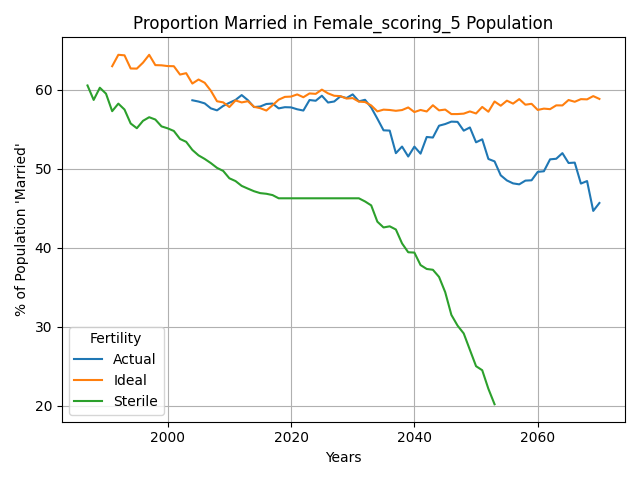 Proportion Married in Female_scoring_5 Population
% of Population 'Married'
60
50
40
30
20
Fertility
Actual
Ideal
Sterile
2000 2020 2040 2060
Years